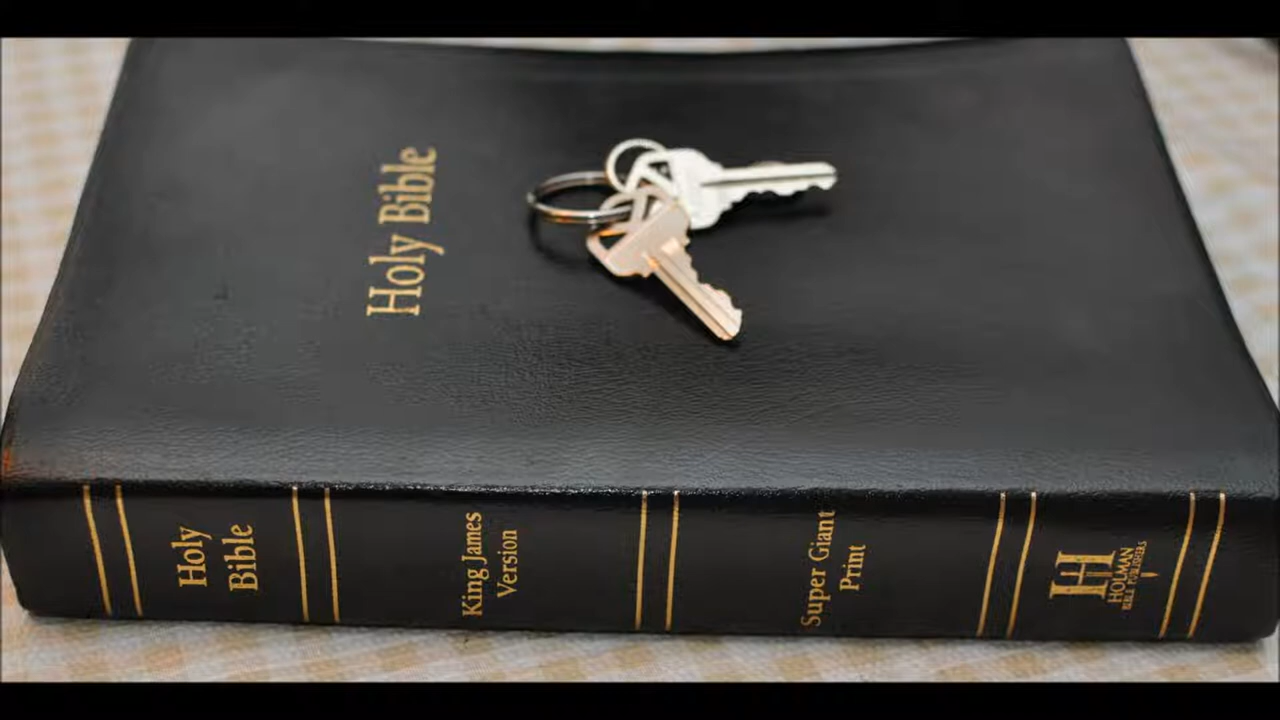 Holy Bible
Holy
Bible
King James
Version
Super Giant
Print
HOLMAN
BIBLE PUBLISHERS